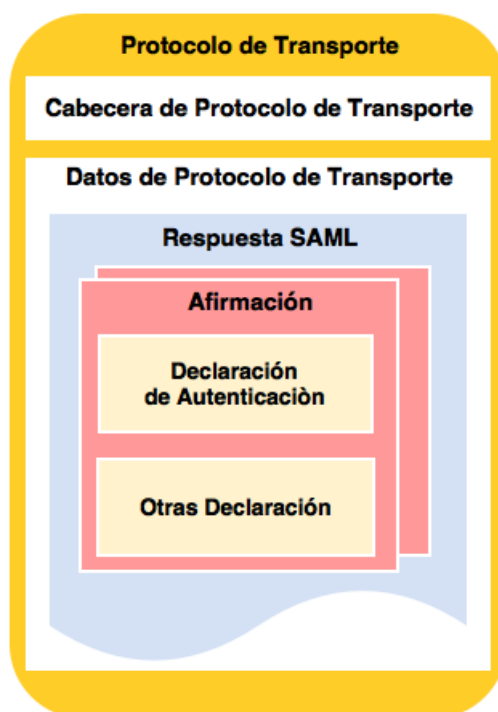 Protocolo de Transporte
Cabecera de Protocolo de Transporte
Datos de Protocolo de Transporte
Respuesta SAML
Afirmación
Declaración
de Autenticaciòn
Otras Declaración